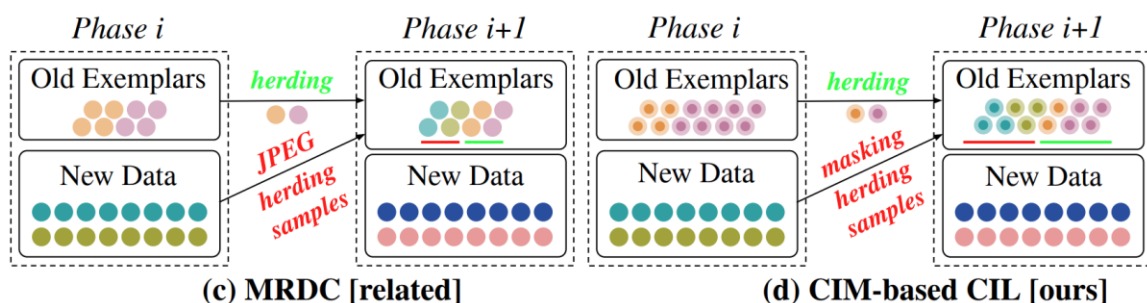 Phase i
Phase i+1
Old Exemplars
herding
Old Exemplars
JPEG
herding
samples
New Data
New Data
(c) MRDC [related]
Phase i
Phase i+1
Old Exemplars
herding
Old Exemplars
masking
herding
samples
New Data
New Data
(d) CIM-based CIL [ours]